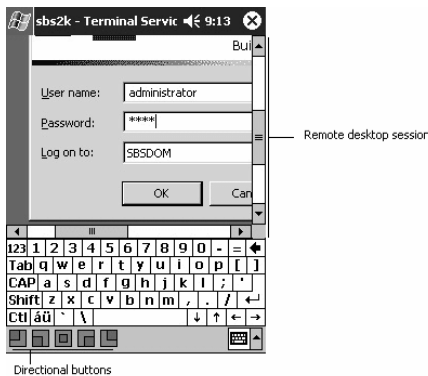 sbs2k - Terminal Servic 9:13
Bui
User name: administrator
Password: ****
Remote desktop session
Log on to: SBSDOM
OK Can
123 1 2 3 4 5 6 7 8 9 0 - =
Tab q w e r t y u i o p [ ]
CAP a s d f g h j k l ; '
Shift z x c v b n m , . /
Ctl áü ` \
Directional buttons